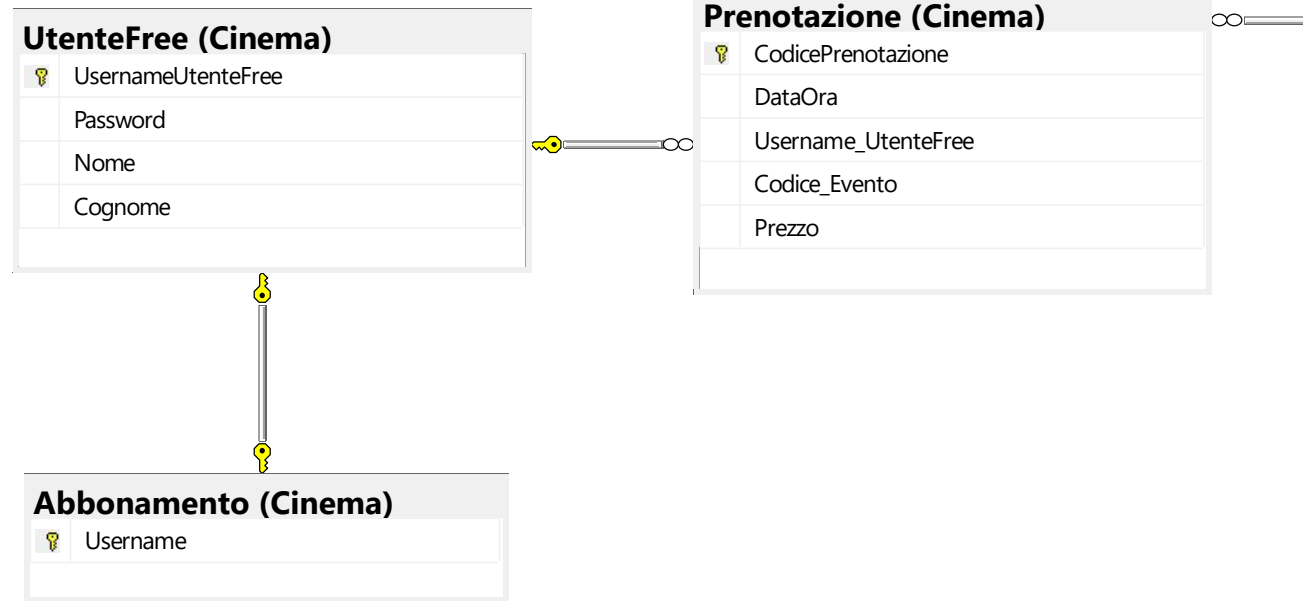 UtenteFree (Cinema)
UsernameUtenteFree
Password
Nome
Cognome
Prenotazione (Cinema)
CodicePrenotazione
DataOra
Username_UtenteFree
Codice_Evento
Prezzo
Abbonamento (Cinema)
Username